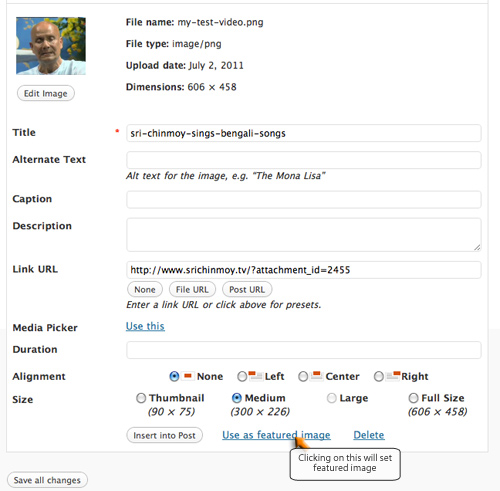 File name: my-test-video.png
File type: image/png
Upload date: July 2, 2011
Dimensions: 606 × 458
Edit Image
Title * sri-chinmoy-sings-bengali-songs
Alternate Text
Alt text for the image, e.g. "The Mona Lisa"
Caption
Description
Link URL http://www.srichinmoy.tv/?attachment_id=2455
None File URL Post URL
Enter a link URL or click above for presets.
Media Picker Use this
Duration
Alignment None Left Center Right
Size Thumbnail Medium Large Full Size
(90 × 75) (300 × 226) (606 × 458)
Insert into Post Use as featured image Delete
Clicking on this will set
featured image
Save all changes